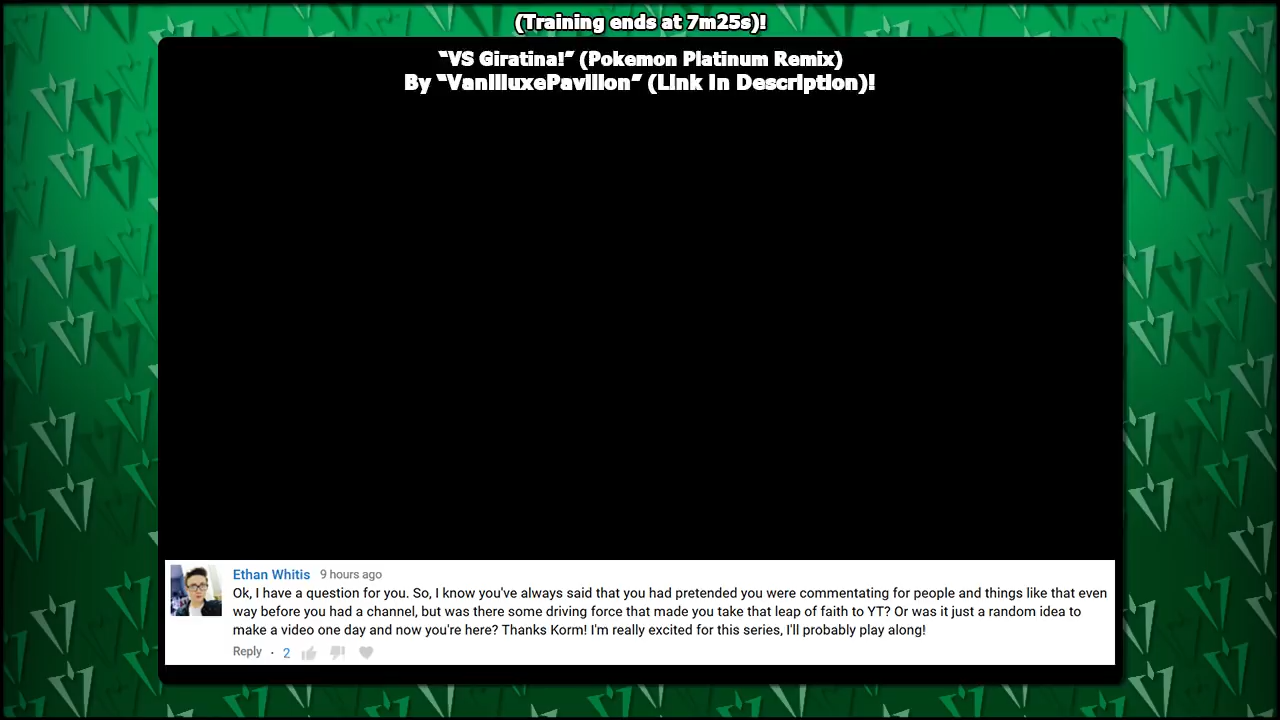 (Training ends at 7m25s)!
"VS Giratina!" (Pokemon Platinum Remix)
By "VanilluxePavilion" (Link In Description)!
Ethan Whitis 9 hours ago
Ok, I have a question for you. So, I know you've always said that you had pretended you were commentating for people and things like that even
way before you had a channel, but was there some driving force that made you take that leap of faith to YT? Or was it just a random idea to
make a video one day and now you're here? Thanks Korm! I'm really excited for this series, I'll probably play along!
Reply · 2